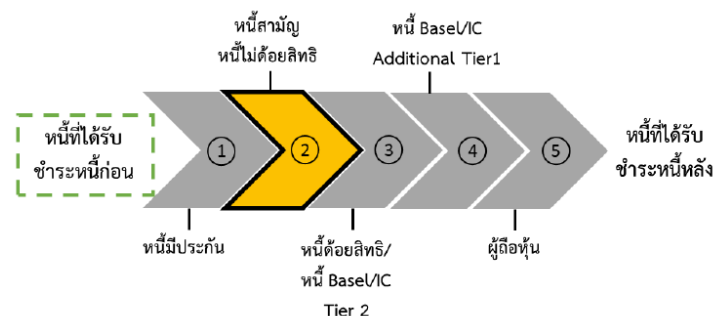 หนี้สามัญ
หนี้ไม่ด้อยสิทธิ
หนี้ Basel/IC
Additional Tier1
หนี้ที่ได้รับ
ชำระหนี้ก่อน
1
2
3
4
5
หนี้ที่ได้รับ
ชำระหนี้หลัง
หนี้มีประกัน
หนี้ด้อยสิทธิ/
หนี้ Basel/IC
Tier 2
ผู้ถือหุ้น